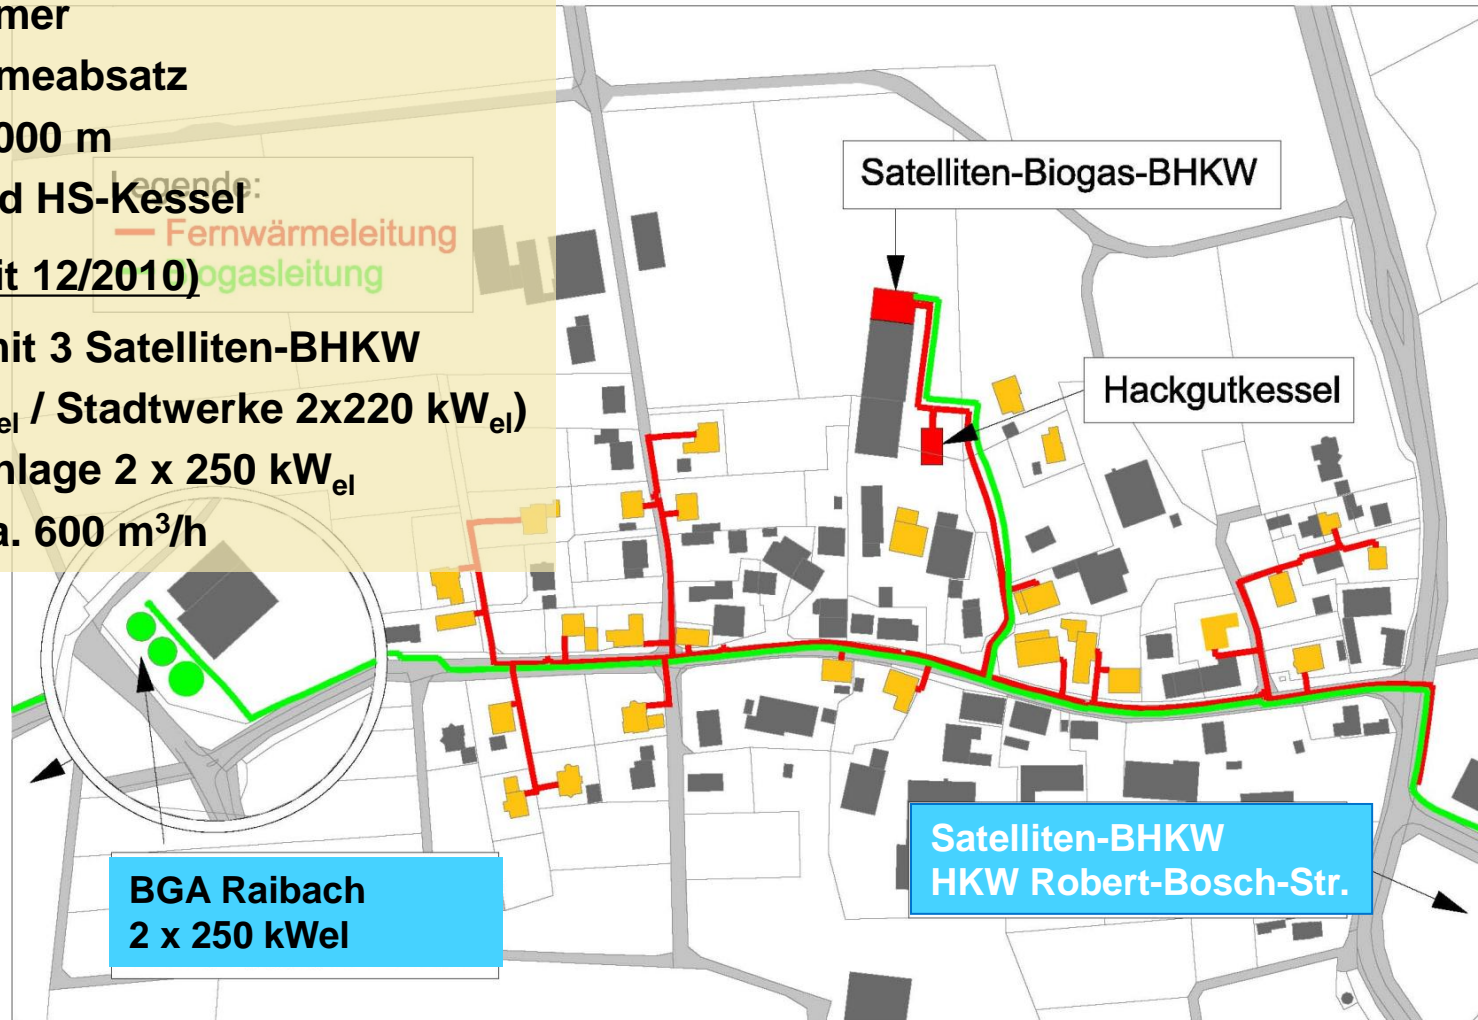 mer
meabsatz
000 m
d HS-Kessel
it 12/2010)
nit 3 Satelliten-BHKW
el / Stadtwerke 2x220 kWel)
nlage 2 x 250 kWel
a. 600 m³/h
Legende:
Fernwärmeleitung
Biogasleitung
Satelliten-Biogas-BHKW
Hackgutkessel
BGA Raibach
2 x 250 kWel
Satelliten-BHKW
HKW Robert-Bosch-Str.